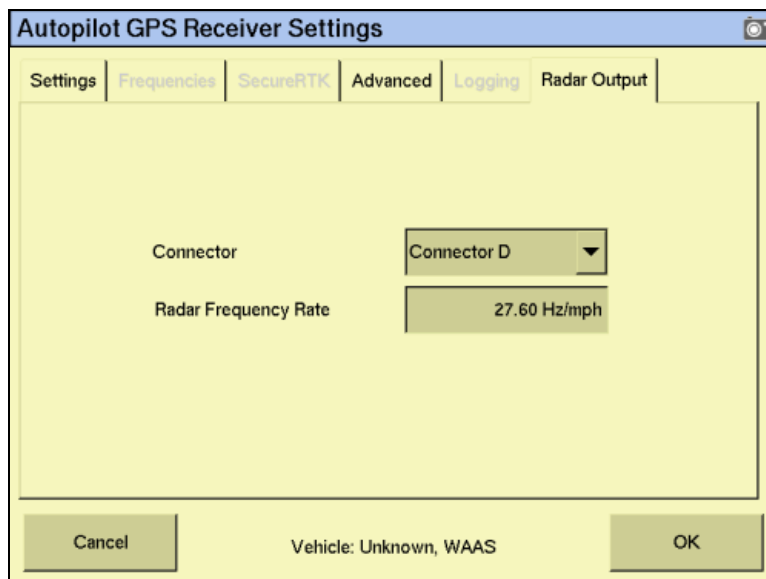 Autopilot GPS Receiver Settings
Settings Frequencies SecureRTK Advanced Logging Radar Output
Connector Connector D
Radar Frequency Rate 27.60 Hz/mph
Cancel Vehicle: Unknown, WAAS OK